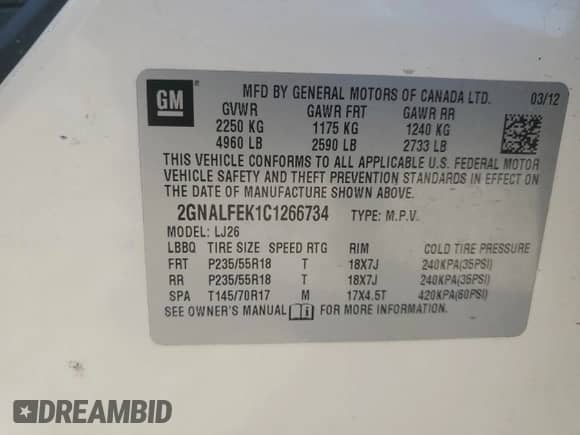 GM ®
MFD BY GENERAL MOTORS OF CANADA LTD. 03/12
GVWR GAWR FRT GAWR RR
2250 KG 1175 KG 1240 KG
4960 LB 2590 LB 2733 LB
THIS VEHICLE CONFORMS TO ALL APPLICABLE U.S. FEDERAL MOTOR
VEHICLE SAFETY AND THEFT PREVENTION STANDARDS IN EFFECT ON THE
DATE OF MANUFACTURE SHOWN ABOVE.
2GNALFEK1C1266734 TYPE: M.P.V.
MODEL: LJ26
LBBQ TIRE SIZE SPEED RTG RIM COLD TIRE PRESSURE
FRT P235/55R18 T 18X7J 240KPA(35PSI)
RR P235/55R18 T 18X7J 240KPA(35PSI)
SPA T145/70R17 M 17X4.5T 420KPA(60PSI)
SEE OWNER'S MANUAL FOR MORE INFORMATION.
DREAMBID